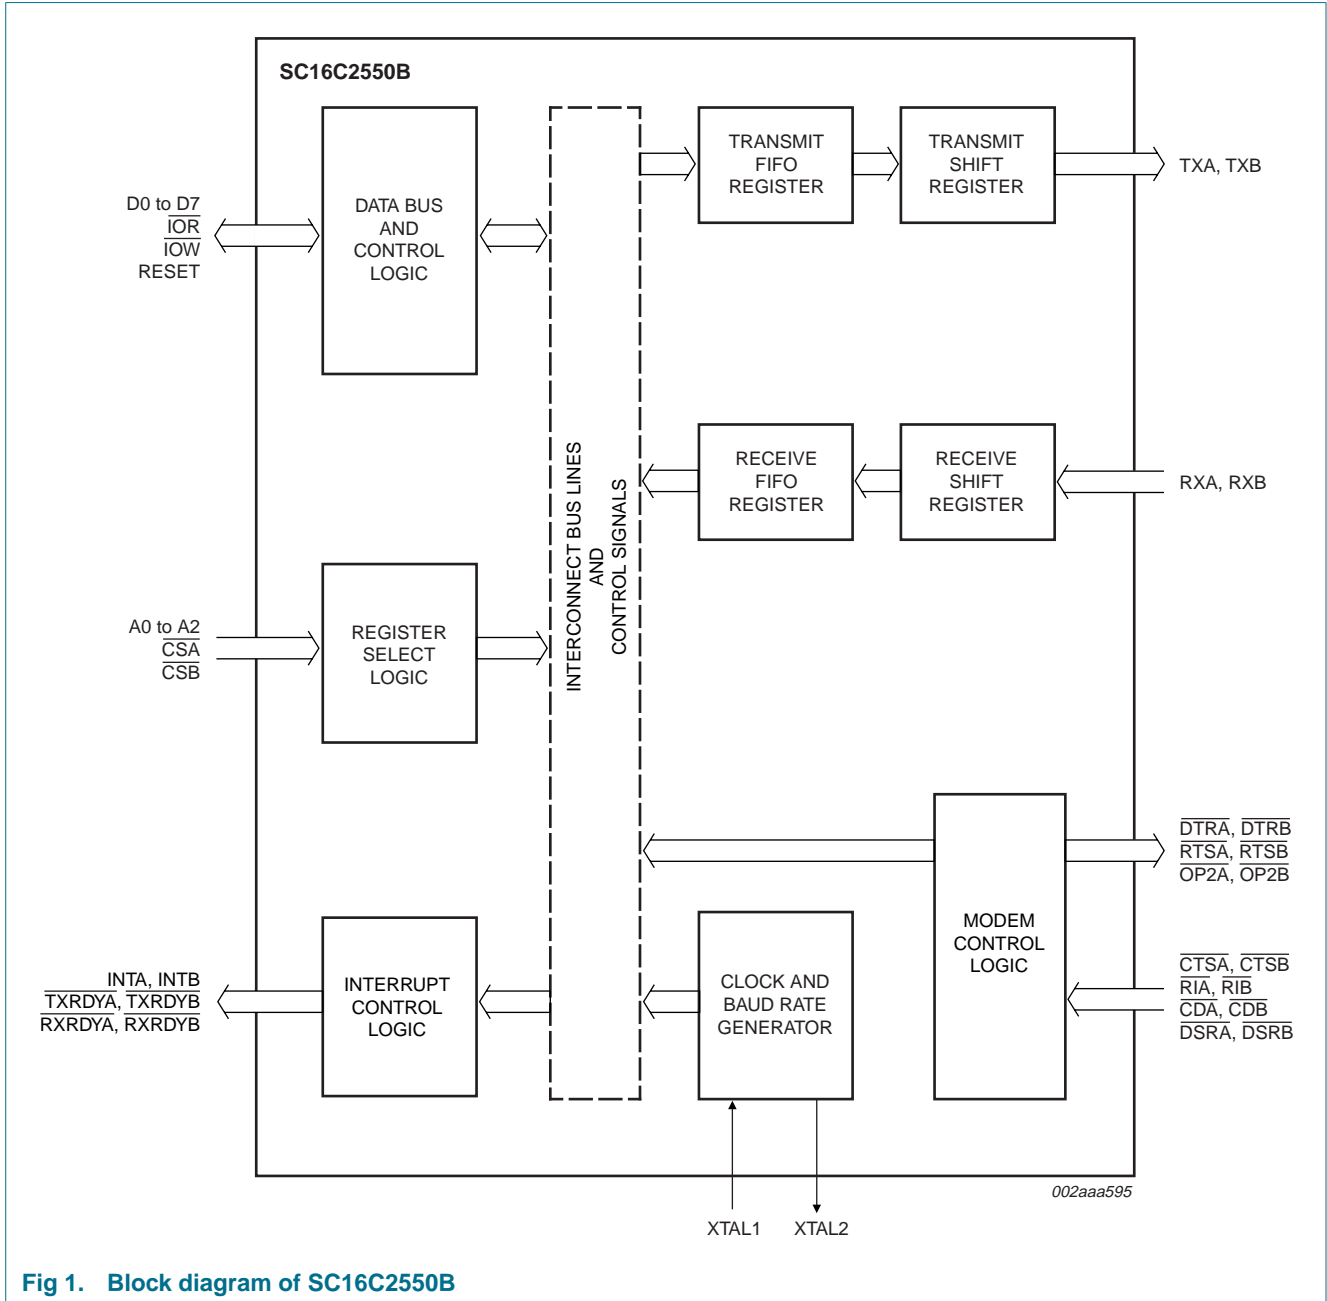 SC16C2550B
D0 to D7
IOR
IOW
RESET
DATA BUS
AND
CONTROL
LOGIC
TRANSMIT
FIFO
REGISTER
TRANSMIT
SHIFT
REGISTER
TXA, TXB
INTERCONNECT BUS LINES
AND
CONTROL SIGNALS
RECEIVE
FIFO
REGISTER
RECEIVE
SHIFT
REGISTER
RXA, RXB
A0 to A2
CSA
CSB
REGISTER
SELECT
LOGIC
DTRA, DTRB
RTSA, RTSB
OP2A, OP2B
MODEM
CONTROL
LOGIC
CTSA, CTSB
RIA, RIB
CDA, CDB
DSRA, DSRB
INTA, INTB
TXRDYA, TXRDYB
RXRDYA, RXRDYB
INTERRUPT
CONTROL
LOGIC
CLOCK AND
BAUD RATE
GENERATOR
002aaa595
XTAL1 XTAL2
Fig 1. Block diagram of SC16C2550B